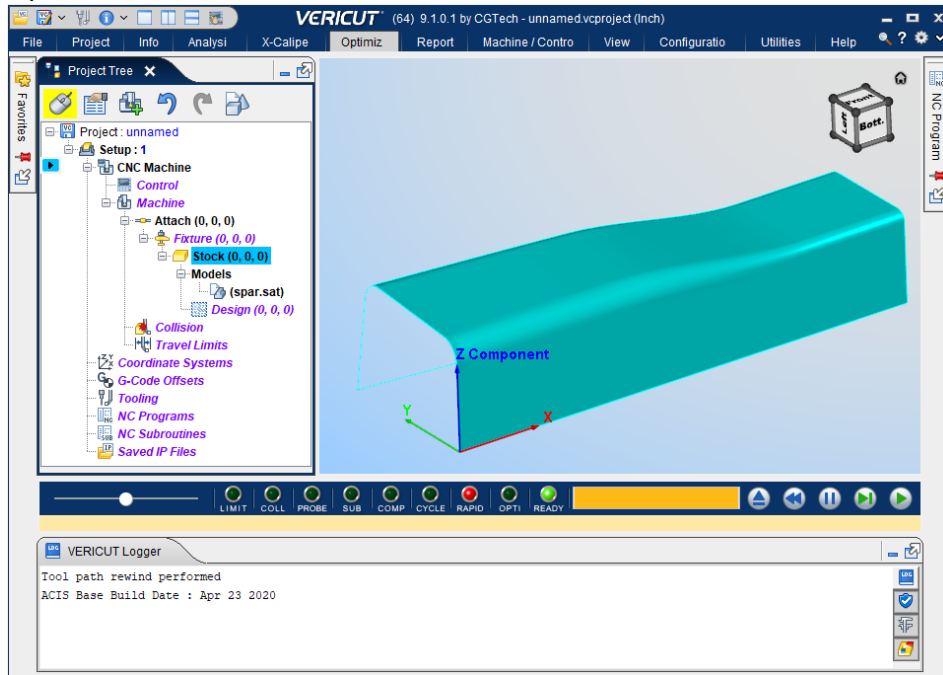 VERICUT (64) 9.1.0.1 by CGTech - unnamed.vcproject (Inch)
File Project Info Analysi X-Calipe Optimiz Report Machine / Contro View Configuratio Utilities Help
Favorites
Project Tree
Project : unnamed
Setup : 1
CNC Machine
Control
Machine
Attach (0, 0, 0)
Fixture (0, 0, 0)
Stock (0, 0, 0)
Models
(spar.sat)
Design (0, 0, 0)
Collision
Travel Limits
Coordinate Systems
G-Code Offsets
Tooling
NC Programs
NC Subroutines
Saved IP Files
Front
Left
Bott.
Z Component
Y
X
NC Program
LIMIT COLL PROBE SUB COMP CYCLE RAPID OPTI READY
VERICUT Logger
Tool path rewind performed
ACIS Base Build Date : Apr 23 2020